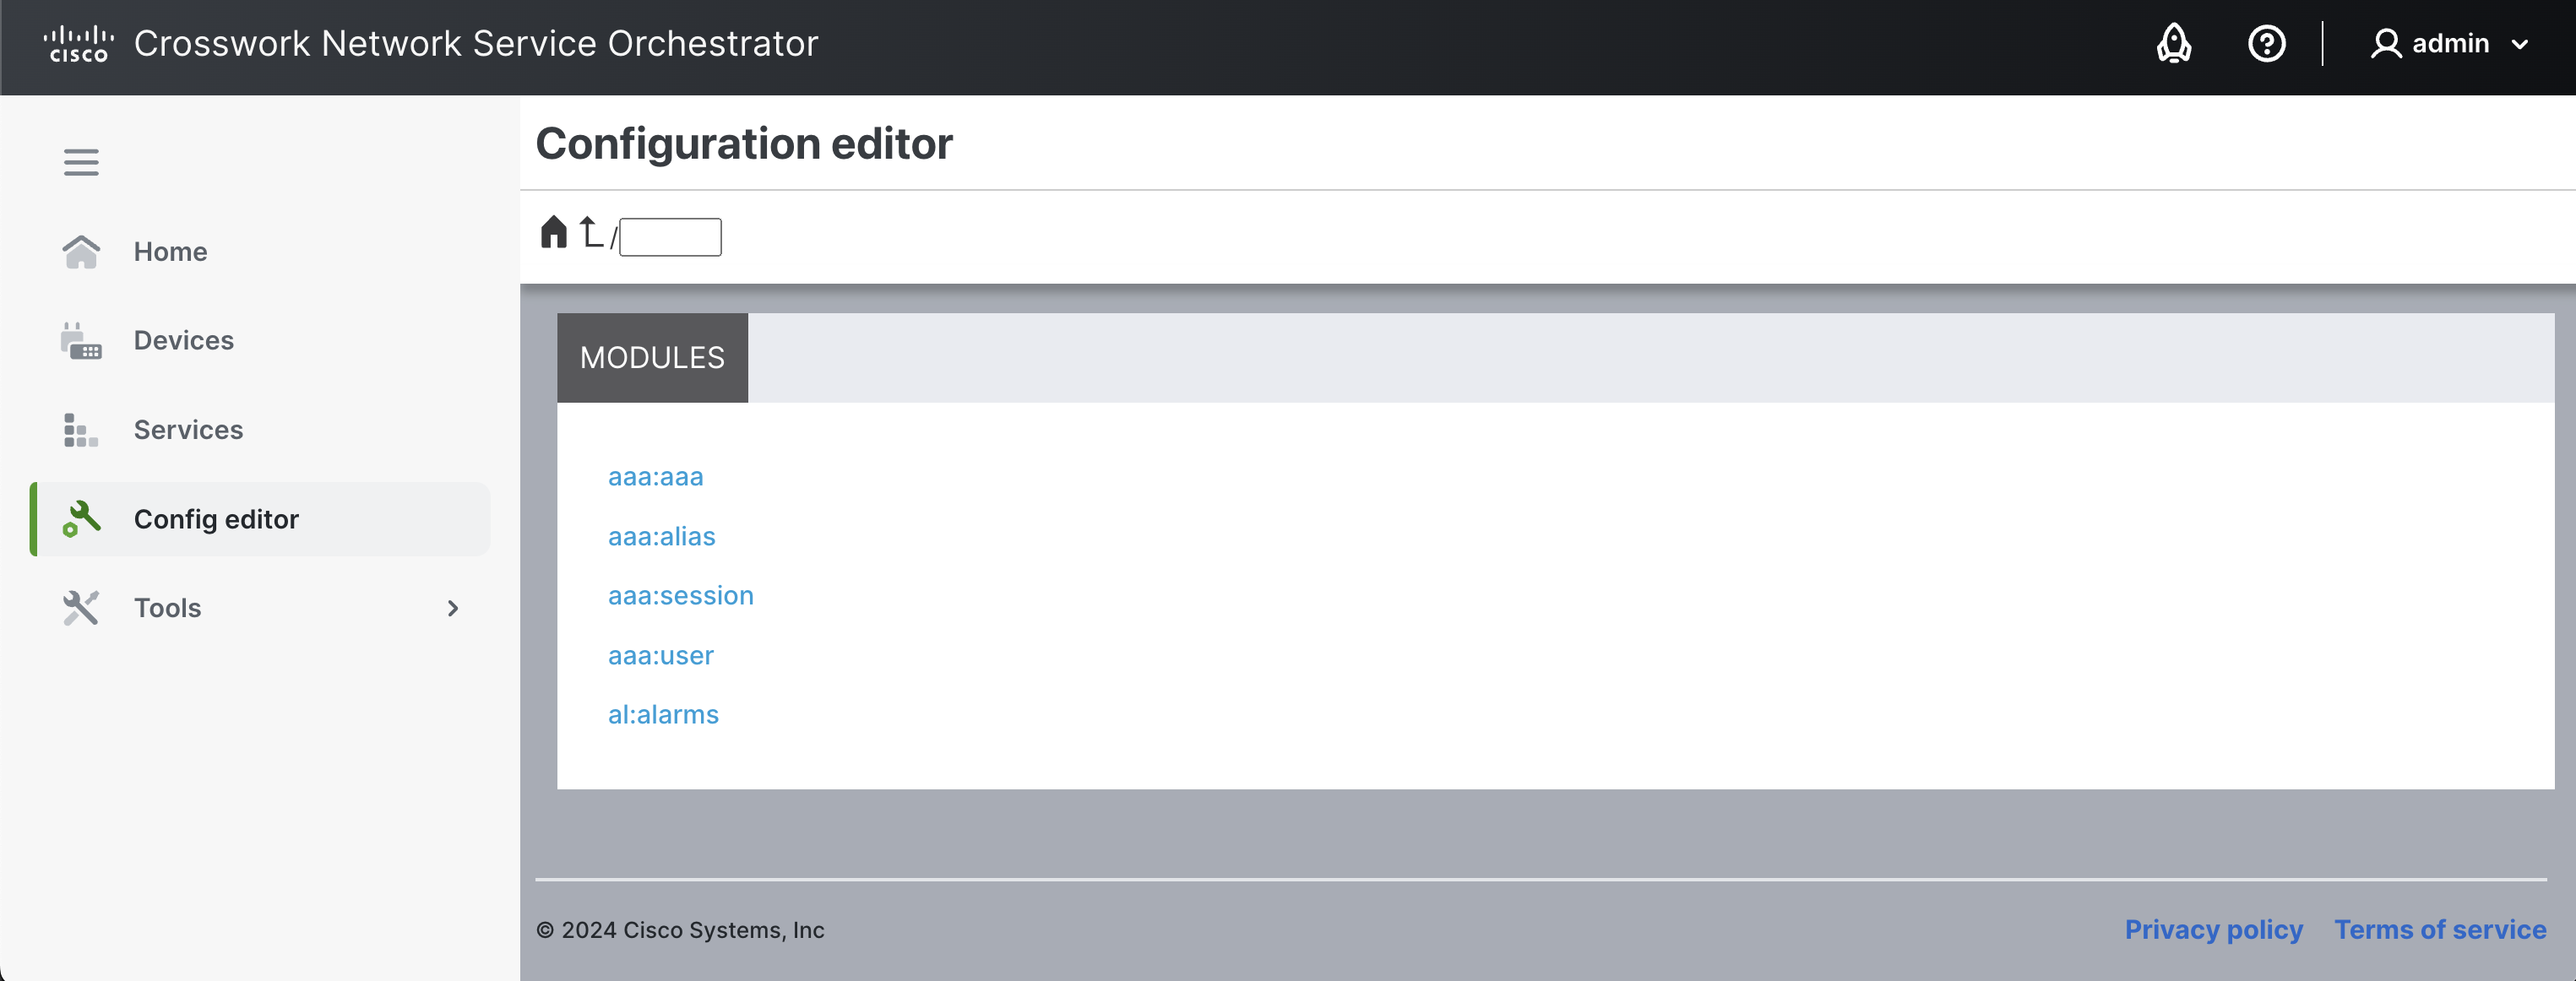 cisco Crosswork Network Service Orchestrator
admin
Configuration editor
/
Home
Devices
Services
Config editor
Tools
MODULES
aaa:aaa
aaa:alias
aaa:session
aaa:user
al:alarms
© 2024 Cisco Systems, Inc
Privacy policy Terms of service